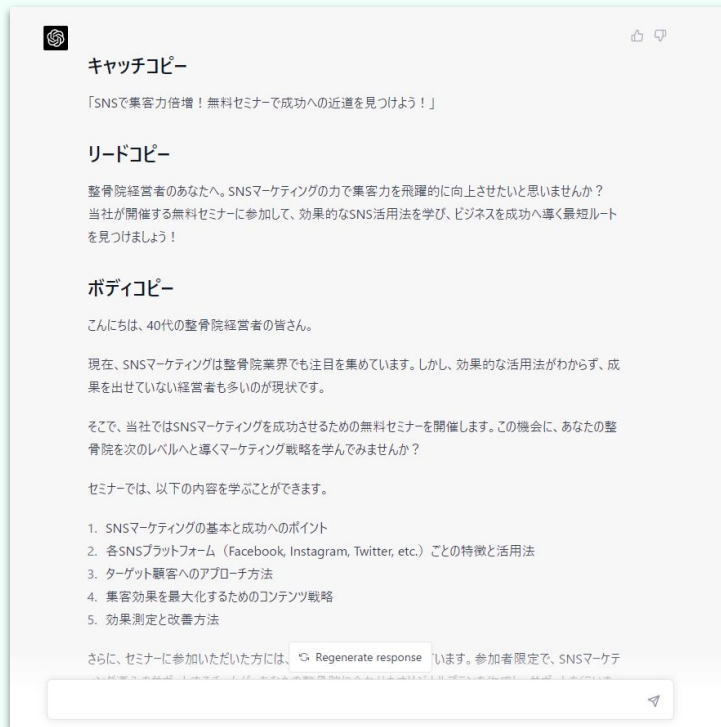 キャッチコピー
「SNSで集客力倍増！無料セミナーで成功への近道を見つけよう！」
リードコピー
整骨院経営者のあなたへ。SNSマーケティングの力で集客力を飛躍的に向上させたいと思いませんか？
当社が開催する無料セミナーに参加して、効果的なSNS活用法を学び、ビジネスを成功へ導く最短ルート
を見つけましょう！
ボディコピー
こんにちは、40代の整骨院経営者の皆さん。
現在、SNSマーケティングは整骨院業界でも注目を集めています。しかし、効果的な活用法がわからず、成
果を出せていない経営者も多いのが現状です。
そこで、当社ではSNSマーケティングを成功させるための無料セミナーを開催します。この機会に、あなたの整
骨院を次のレベルへと導くマーケティング戦略を学んでみませんか？
セミナーでは、以下の内容を学ぶことができます。
1. SNSマーケティングの基本と成功へのポイント
2. 各SNSプラットフォーム（Facebook, Instagram, Twitter, etc.）ごとの特徴と活用法
3. ターゲット顧客へのアプローチ方法
4. 集客効果を最大化するためのコンテンツ戦略
5. 効果測定と改善方法
さらに、セミナーに参加いただいた方には、 Regenerate response います。参加者限定で、SNSマーケテ